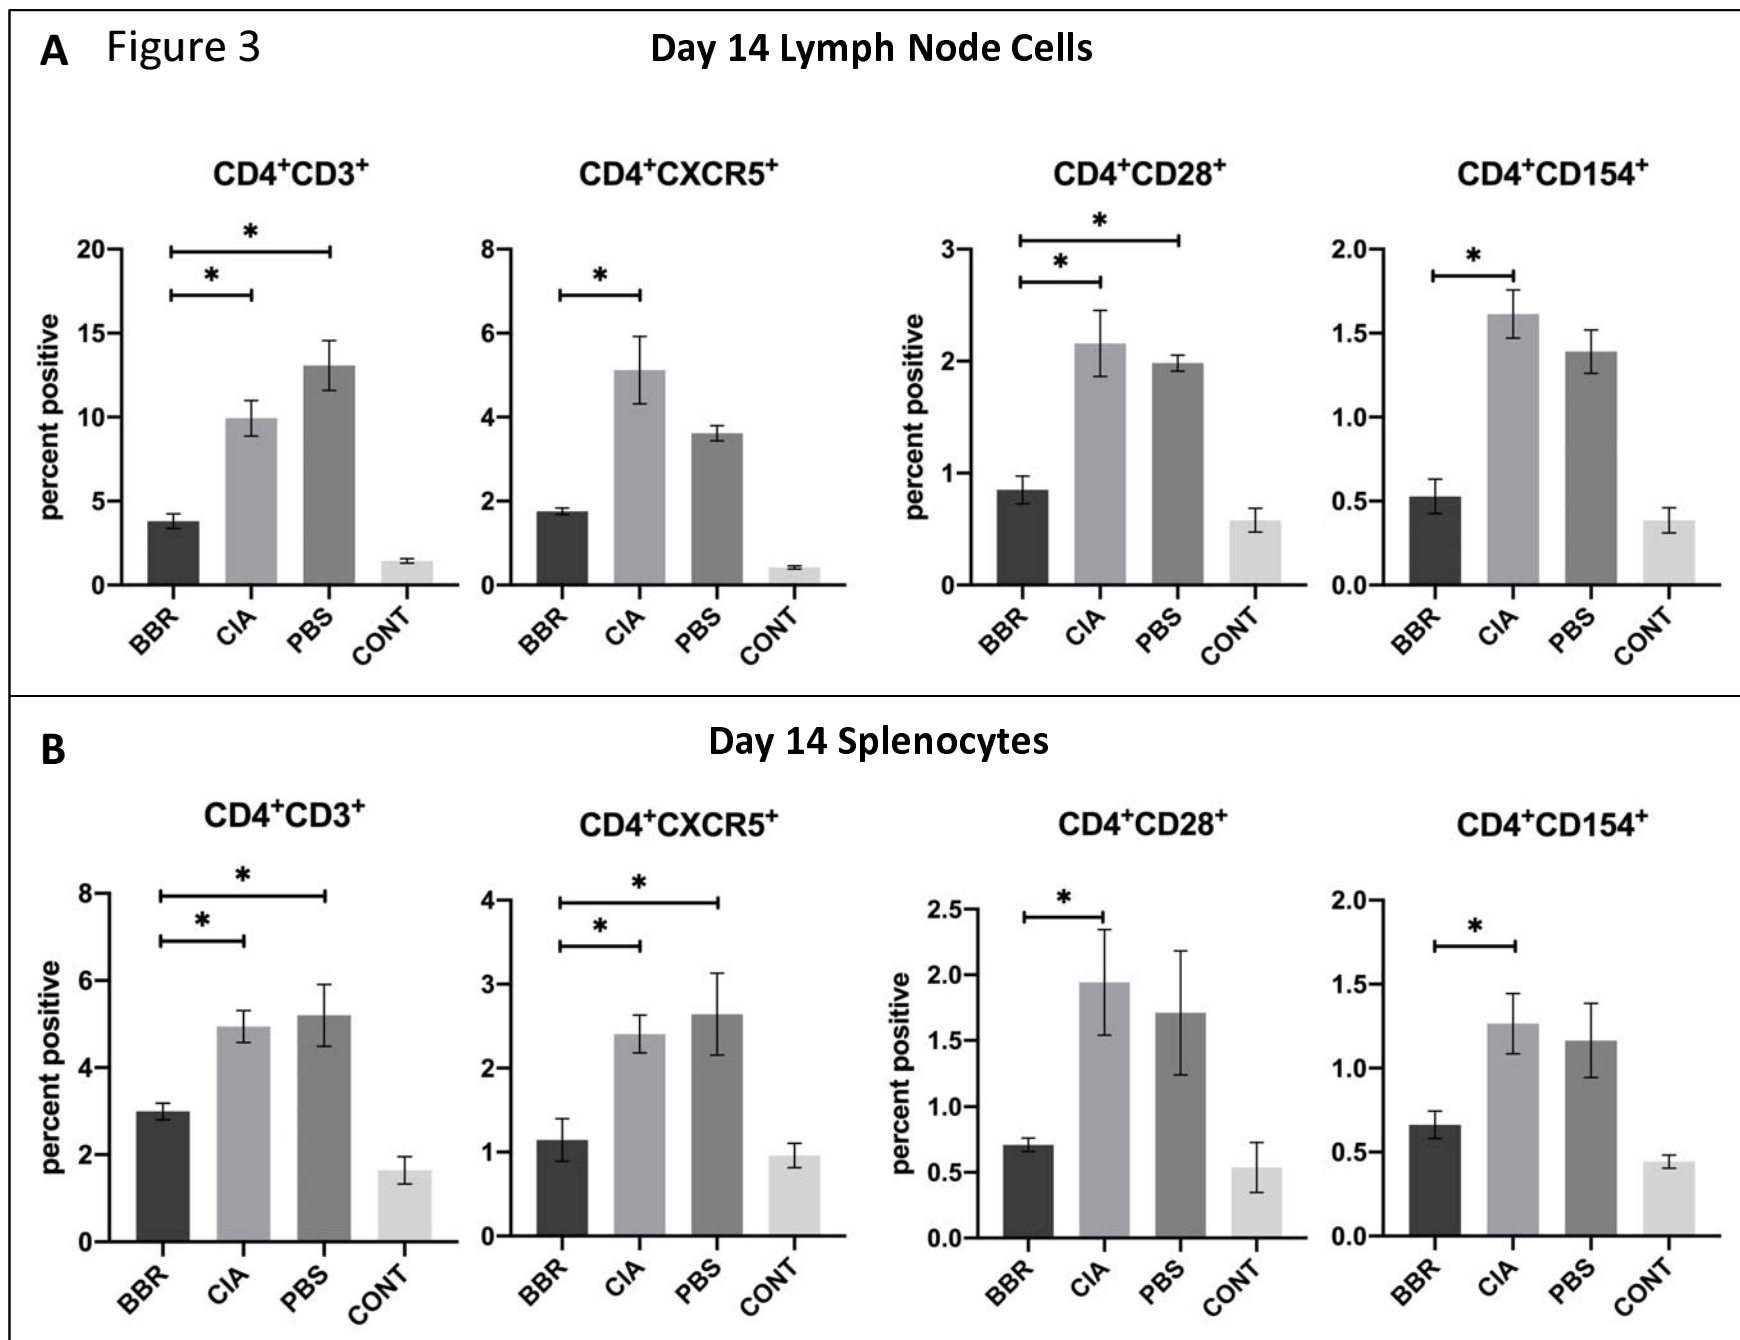 A Figure 3 Day 14 Lymph Node Cells
CD4⁺CD3⁺
*
*
percent positive
20
15
10
5
0
BBR CIA PBS CONT
CD4⁺CXCR5⁺
*
8
6
4
2
0
BBR CIA PBS CONT
CD4⁺CD28⁺
*
*
percent positive
3
2
1
0
BBR CIA PBS CONT
CD4⁺CD154⁺
*
2.0
1.5
1.0
0.5
0.0
BBR CIA PBS CONT
B Day 14 Splenocytes
CD4⁺CD3⁺
*
*
percent positive
8
6
4
2
0
BBR CIA PBS CONT
CD4⁺CXCR5⁺
*
*
4
3
2
1
0
BBR CIA PBS CONT
CD4⁺CD28⁺
*
percent positive
2.5
2.0
1.5
1.0
0.5
0.0
BBR CIA PBS CONT
CD4⁺CD154⁺
*
2.0
1.5
1.0
0.5
0.0
BBR CIA PBS CONT